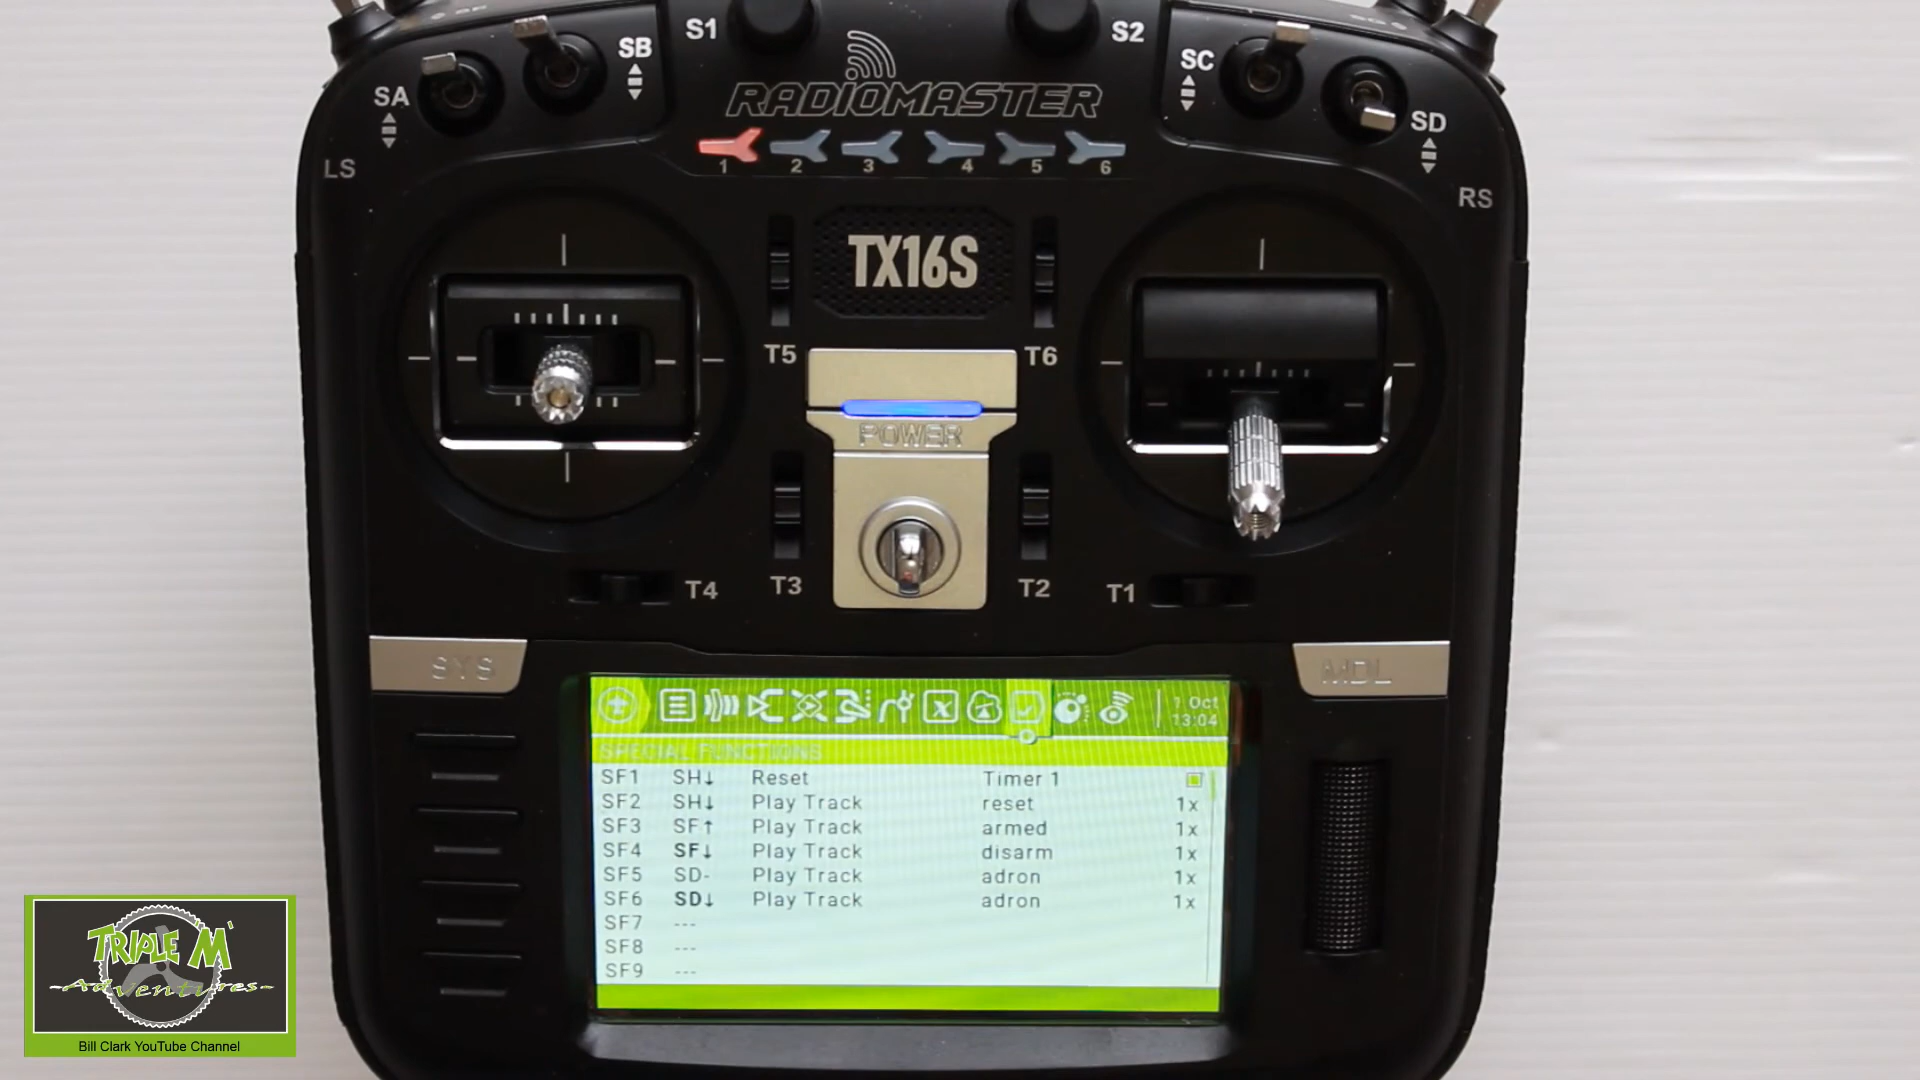 S1
S2
SB
SC
SA
SD
RADIOMASTER
LS
1 2 3 4 5 6
RS
TX16S
T5
T6
POWER
T4
T3
T2
T1
SYS
MDL
1 Oct
13:04
SPECIAL FUNCTIONS
SF1 SH↓ Reset Timer 1
SF2 SH↓ Play Track reset 1x
SF3 SF↑ Play Track armed 1x
SF4 SF↓ Play Track disarm 1x
SF5 SD- Play Track adron 1x
SF6 SD↓ Play Track adron 1x
SF7 ---
SF8 ---
SF9 ---
TRIPLE M
-Adventures-
Bill Clark YouTube Channel